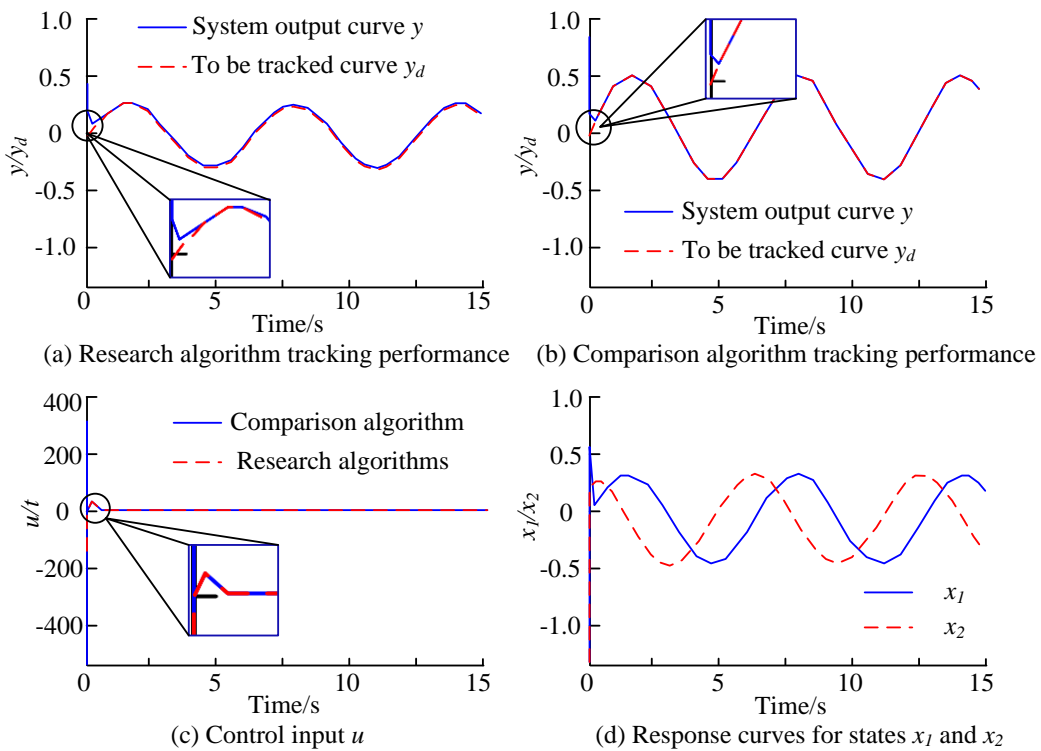 1.0
0.5
0
-0.5
-1.0
y/y_d
System output curve y
To be tracked curve y_d
0
5
10
15
Time/s
(a) Research algorithm tracking performance
1.0
0.5
0
-0.5
-1.0
y/y_d
System output curve y
To be tracked curve y_d
0
5
10
15
Time/s
(b) Comparison algorithm tracking performance
400
200
0
-200
-400
u/t
Comparison algorithm
Research algorithms
0
5
10
15
Time/s
(c) Control input u
1.0
0.5
0
-0.5
-1.0
x_1/x_2
x_1
x_2
0
5
10
15
Time/s
(d) Response curves for states x_1 and x_2